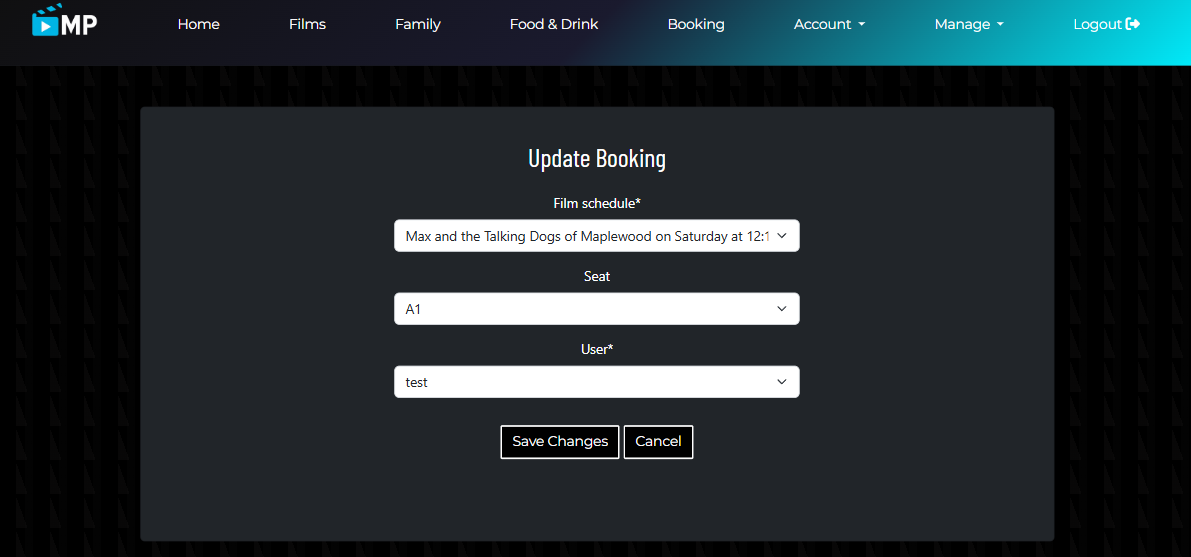 MP Home Films Family Food & Drink Booking Account Manage Logout
Update Booking
Film schedule*
Max and the Talking Dogs of Maplewood on Saturday at 12:1
Seat
A1
User*
test
Save Changes Cancel